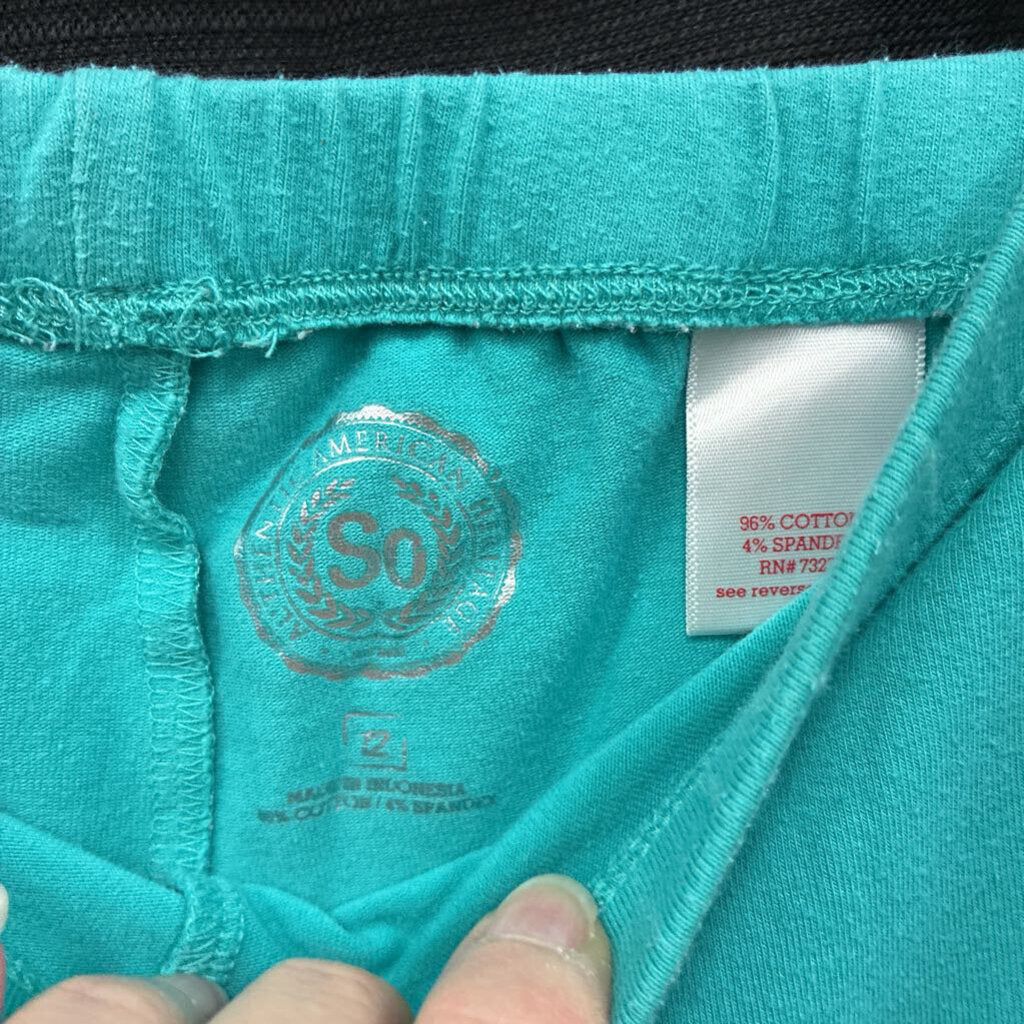 AUTHENTIC AMERICAN HERITAGE
So
12
MADE IN INDONESIA
96% COTTON / 4% SPANDEX
96% COTTO
4% SPANDE
RN# 732
see revers